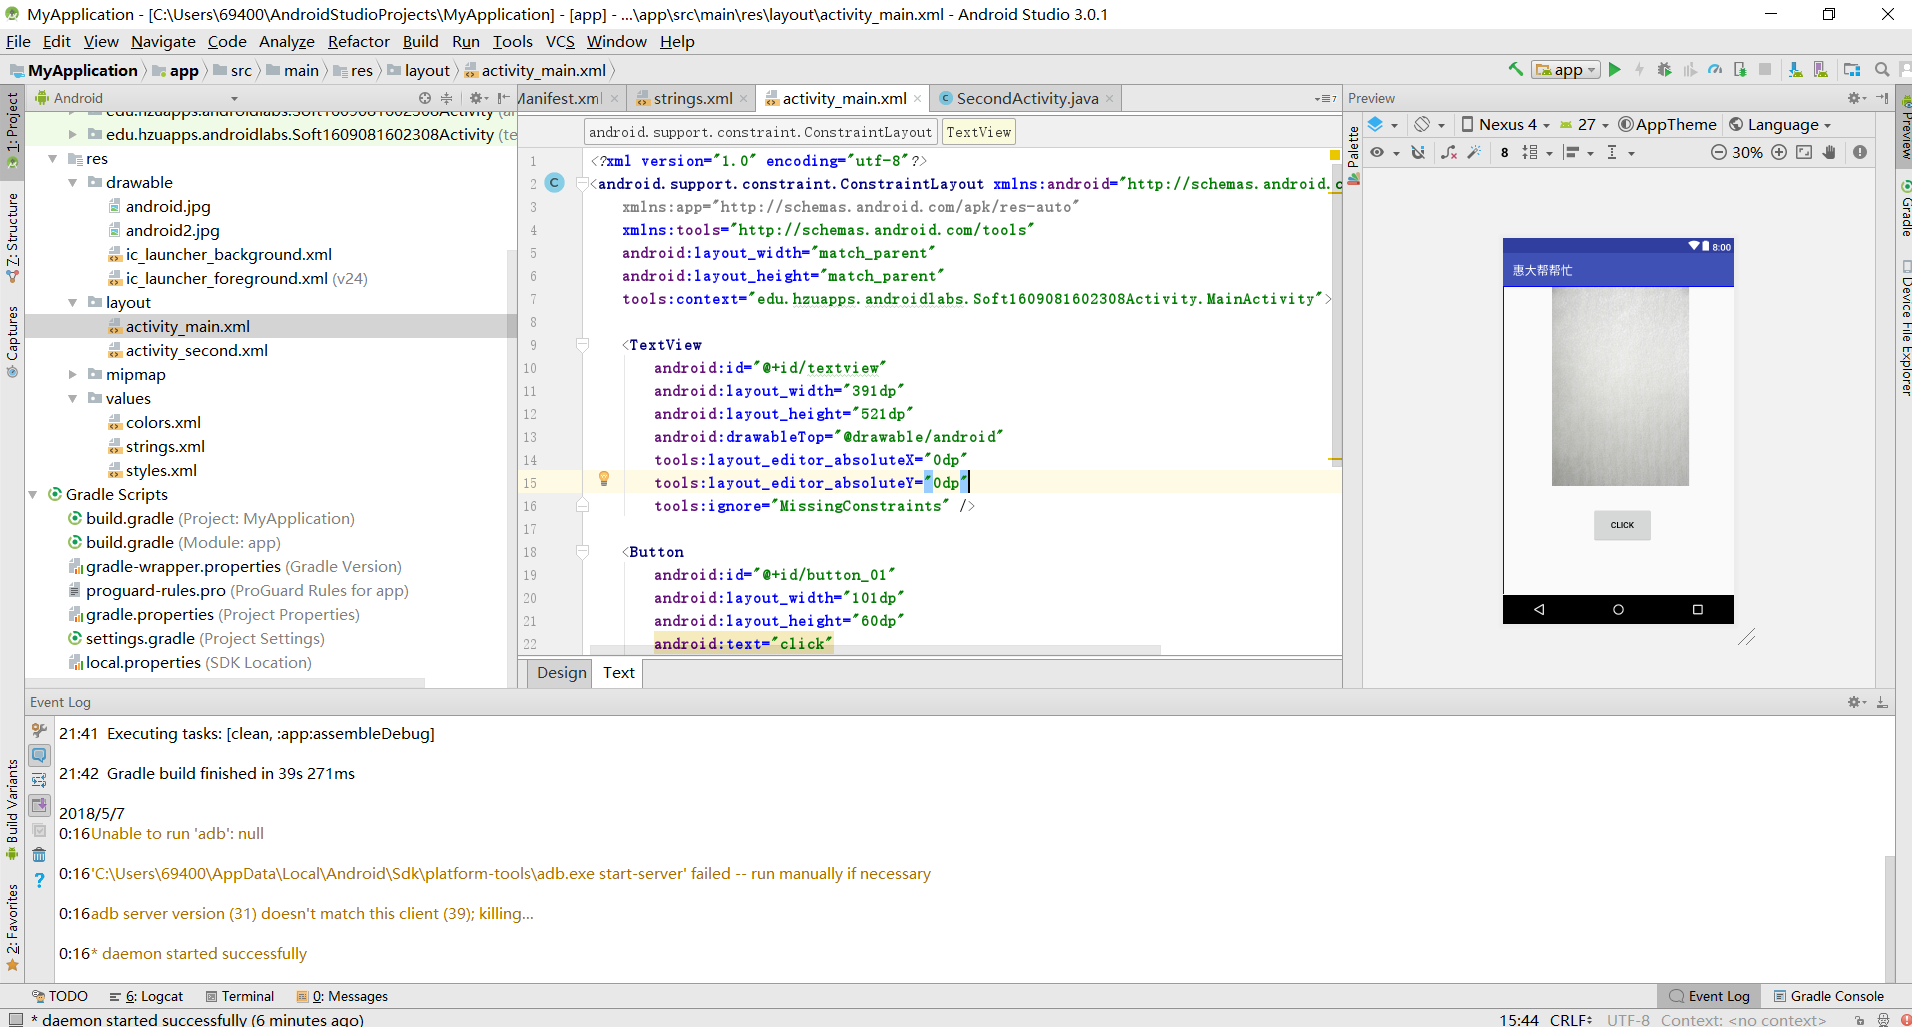 MyApplication - [C:\Users\69400\AndroidStudioProjects\MyApplication] - [app] - ...\app\src\main\res\layout\activity_main.xml - Android Studio 3.0.1
File Edit View Navigate Code Analyze Refactor Build Run Tools VCS Window Help
MyApplication app src main res layout activity_main.xml
app
1: Project
Z: Structure
Captures
Build Variants
2: Favorites
Android
edu.hzuapps.androidlabs.Soft1609081602308Activity
edu.hzuapps.androidlabs.Soft1609081602308Activity (te
res
drawable
android.jpg
android2.jpg
ic_launcher_background.xml
ic_launcher_foreground.xml (v24)
layout
activity_main.xml
activity_second.xml
mipmap
values
colors.xml
strings.xml
styles.xml
Gradle Scripts
build.gradle (Project: MyApplication)
build.gradle (Module: app)
gradle-wrapper.properties (Gradle Version)
proguard-rules.pro (ProGuard Rules for app)
gradle.properties (Project Properties)
settings.gradle (Project Settings)
local.properties (SDK Location)
Manifest.xml strings.xml activity_main.xml SecondActivity.java
android.support.constraint.ConstraintLayout TextView
1 <?xml version="1.0" encoding="utf-8"?>
2 <android.support.constraint.ConstraintLayout xmlns:android="http://schemas.android.c
3 xmlns:app="http://schemas.android.com/apk/res-auto"
4 xmlns:tools="http://schemas.android.com/tools"
5 android:layout_width="match_parent"
6 android:layout_height="match_parent"
7 tools:context="edu.hzuapps.androidlabs.Soft1609081602308Activity.MainActivity">
8
9 <TextView
10 android:id="@+id/textview"
11 android:layout_width="391dp"
12 android:layout_height="521dp"
13 android:drawableTop="@drawable/android"
14 tools:layout_editor_absoluteX="0dp"
15 tools:layout_editor_absoluteY="0dp"
16 tools:ignore="MissingConstraints" />
17
18 <Button
19 android:id="@+id/button_01"
20 android:layout_width="101dp"
21 android:layout_height="60dp"
22 android:text="click"
Design Text
Preview
Palette
Nexus 4 27 AppTheme Language
8 30%
8:00
惠大帮帮忙
CLICK
Preview
Gradle
Device File Explorer
Event Log
21:41 Executing tasks: [clean, :app:assembleDebug]
21:42 Gradle build finished in 39s 271ms
2018/5/7
0:16 Unable to run 'adb': null
0:16 'C:\Users\69400\AppData\Local\Android\Sdk\platform-tools\adb.exe start-server' failed -- run manually if necessary
0:16 adb server version (31) doesn't match this client (39); killing...
0:16 * daemon started successfully
TODO 6: Logcat Terminal 0: Messages Event Log Gradle Console
* daemon started successfully (6 minutes ago) 15:44 CRLF UTF-8 Context: <no context>